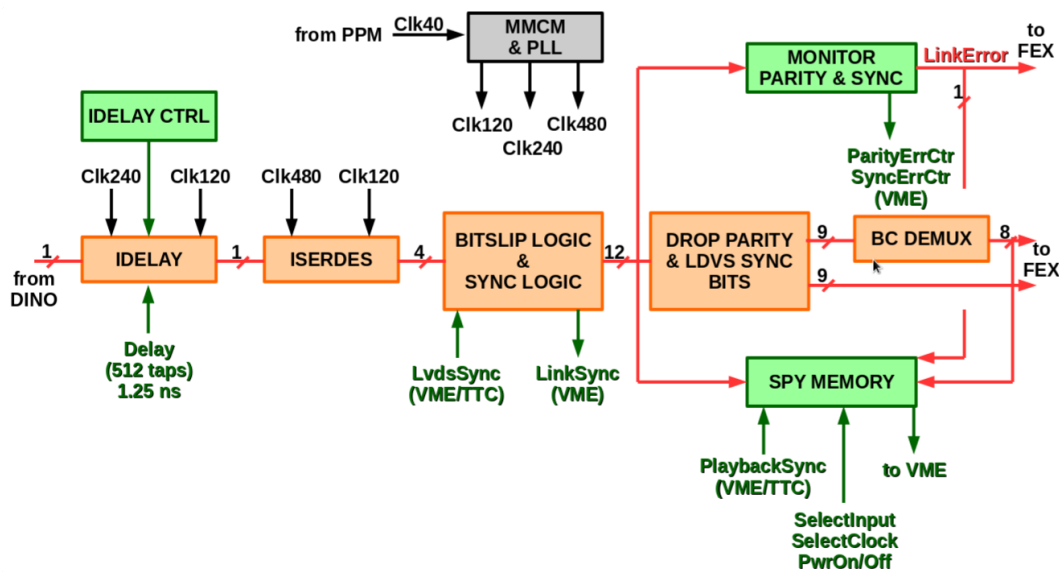 from PPM
Clk40
MMCM
& PLL
Clk120
Clk240
Clk480
MONITOR
PARITY & SYNC
LinkError
to
FEX
1
ParityErrCtr
SyncErrCtr
(VME)
IDELAY CTRL
Clk240
Clk120
Clk480
Clk120
1
from
DINO
IDELAY
1
ISERDES
4
BITSLIP LOGIC
&
SYNC LOGIC
12
DROP PARITY
& LDVS SYNC
BITS
9
BC DEMUX
8
9
to
FEX
Delay
(512 taps)
1.25 ns
LvdsSync
(VME/TTC)
LinkSync
(VME)
SPY MEMORY
PlaybackSync
(VME/TTC)
to VME
SelectInput
SelectClock
PwrOn/Off